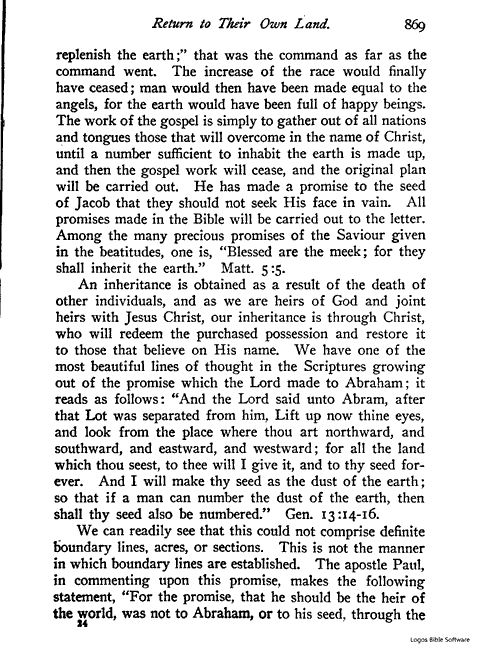 Return to Their Own Land. 869
replenish the earth;” that was the command as far as the
command went. The increase of the race would finally
have ceased; man would then have been made equal to the
angels, for the earth would have been full of happy beings.
The work of the gospel is simply to gather out of all nations
and tongues those that will overcome in the name of Christ,
until a number sufficient to inhabit the earth is made up,
and then the gospel work will cease, and the original plan
will be carried out. He has made a promise to the seed
of Jacob that they should not seek His face in vain. All
promises made in the Bible will be carried out to the letter.
Among the many precious promises of the Saviour given
in the beatitudes, one is, “Blessed are the meek; for they
shall inherit the earth.” Matt. 5:5.
An inheritance is obtained as a result of the death of
other individuals, and as we are heirs of God and joint
heirs with Jesus Christ, our inheritance is through Christ,
who will redeem the purchased possession and restore it
to those that believe on His name. We have one of the
most beautiful lines of thought in the Scriptures growing
out of the promise which the Lord made to Abraham; it
reads as follows: “And the Lord said unto Abram, after
that Lot was separated from him, Lift up now thine eyes,
and look from the place where thou art northward, and
southward, and eastward, and westward; for all the land
which thou seest, to thee will I give it, and to thy seed for-
ever. And I will make thy seed as the dust of the earth;
so that if a man can number the dust of the earth, then
shall thy seed also be numbered.” Gen. 13:14-16.
We can readily see that this could not comprise definite
boundary lines, acres, or sections. This is not the manner
in which boundary lines are established. The apostle Paul,
in commenting upon this promise, makes the following
statement, “For the promise, that he should be the heir of
the world, was not to Abraham, or to his seed, through the
24
Logos Bible Software